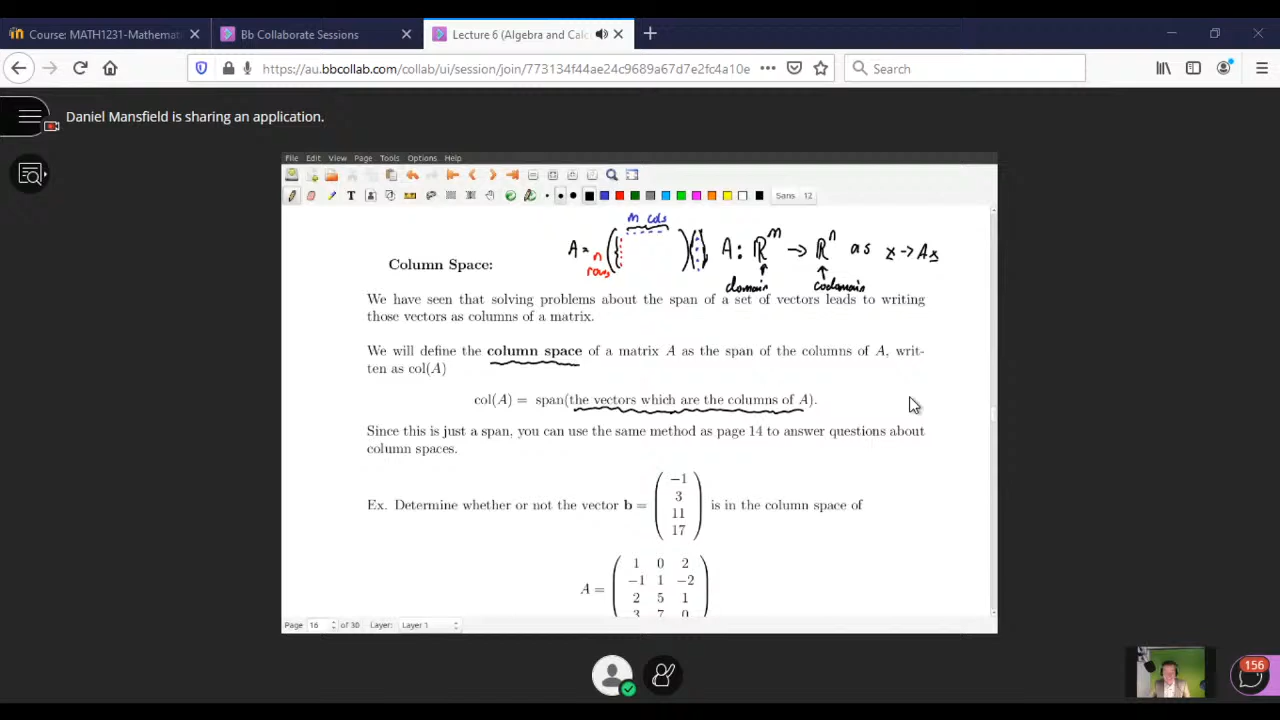 Course: MATH1231-Mathemat
Bb Collaborate Sessions
Lecture 6 (Algebra and Calc
https://au.bbcollab.com/collab/ui/session/join/773134f44ae24c9689a67d7e2fc4a10e
Search
Daniel Mansfield is sharing an application.
File Edit View Page Tools Options Help
Sans 12
m cols
A = n rows
A: ℝ^m → ℝ^n as x → Ax
domain codomain
Column Space:
We have seen that solving problems about the span of a set of vectors leads to writing
those vectors as columns of a matrix.
We will define the column space of a matrix A as the span of the columns of A, writ-
ten as col(A)
col(A) = span(the vectors which are the columns of A).
Since this is just a span, you can use the same method as page 14 to answer questions about
column spaces.
−1
3
Ex. Determine whether or not the vector b = is in the column space of
11
17
1 0 2
−1 1 −2
A =
2 5 1
3 7 0
Page 16 of 30 Layer: Layer 1
156